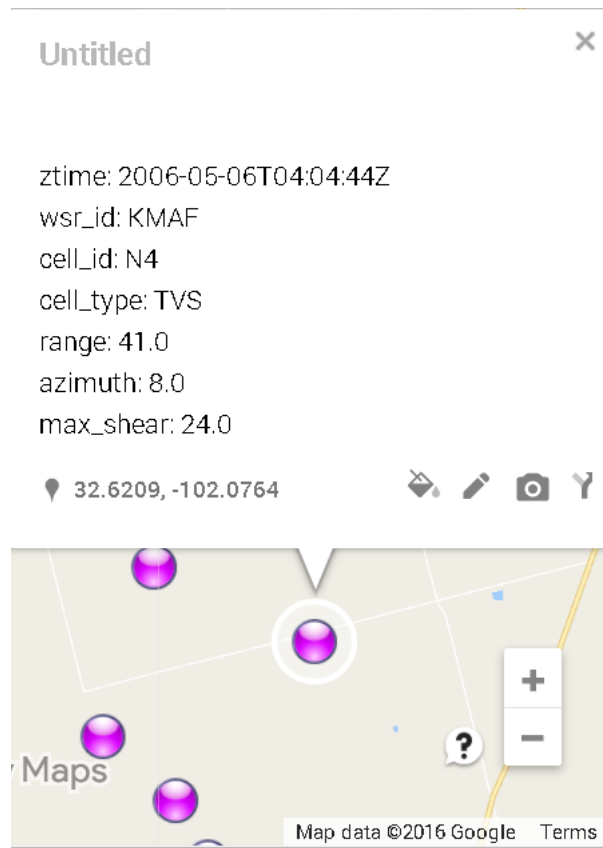 Untitled
ztime: 2006-05-06T04:04:44Z
wsr_id: KMAF
cell_id: N4
cell_type: TVS
range: 41.0
azimuth: 8.0
max_shear: 24.0
32.6209, -102.0764
+
−
?
Maps
Map data ©2016 Google Terms